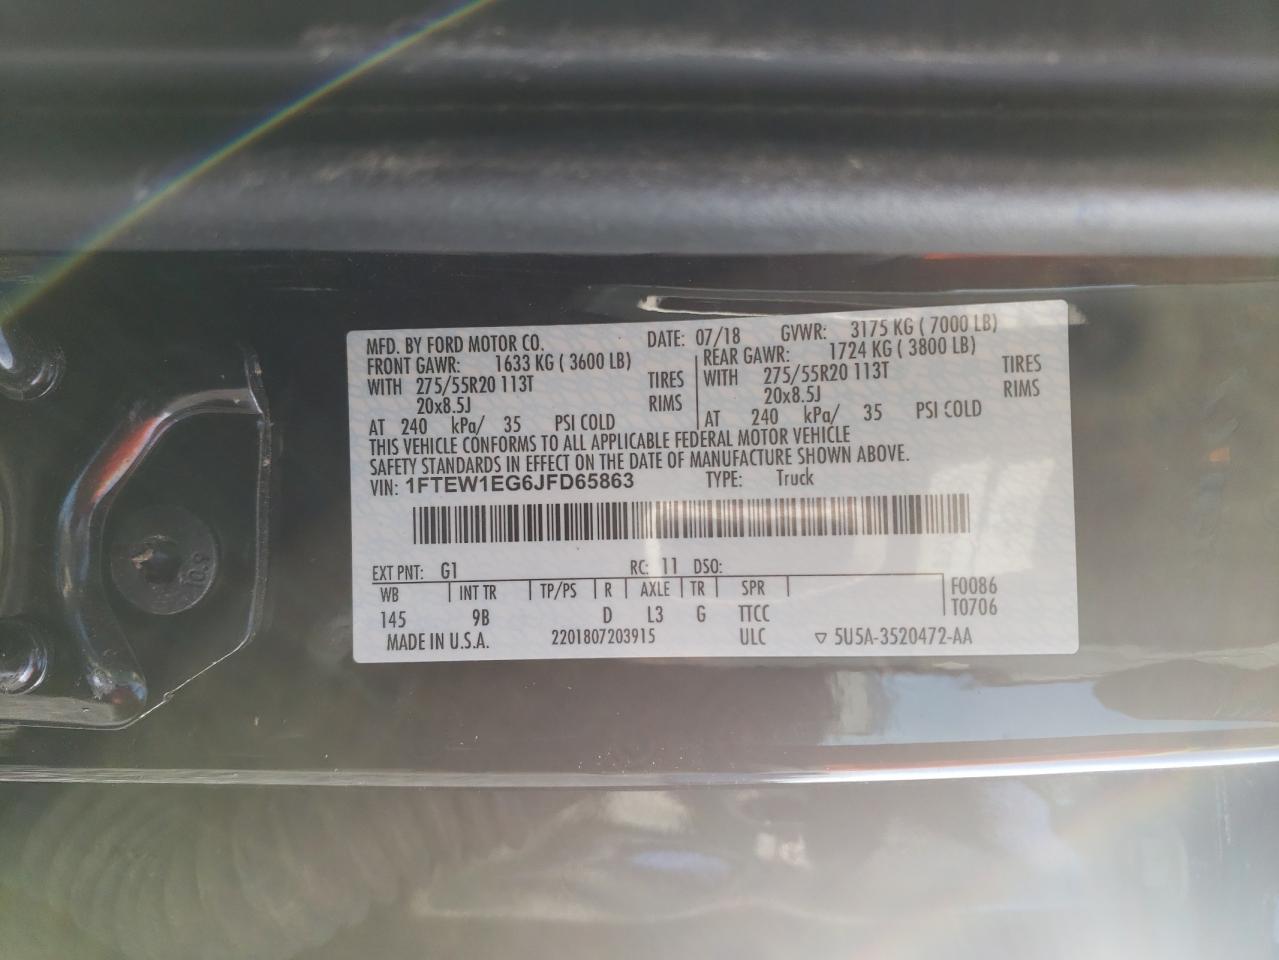 MFD. BY FORD MOTOR CO. DATE: 07/18 GVWR: 3175 KG ( 7000 LB)
FRONT GAWR: 1633 KG ( 3600 LB) REAR GAWR: 1724 KG ( 3800 LB)
WITH 275/55R20 113T TIRES WITH 275/55R20 113T TIRES
20x8.5J RIMS 20x8.5J RIMS
AT 240 kPa/ 35 PSI COLD AT 240 kPa/ 35 PSI COLD
THIS VEHICLE CONFORMS TO ALL APPLICABLE FEDERAL MOTOR VEHICLE
SAFETY STANDARDS IN EFFECT ON THE DATE OF MANUFACTURE SHOWN ABOVE.
VIN: 1FTEW1EG6JFD65863 TYPE: Truck
EXT PNT: G1 RC: 11 DSO:
WB INT TR TP/PS R AXLE TR SPR F0086
145 9B D L3 G TTCC T0706
MADE IN U.S.A. 2201807203915 ULC ▽ 5U5A-3520472-AA